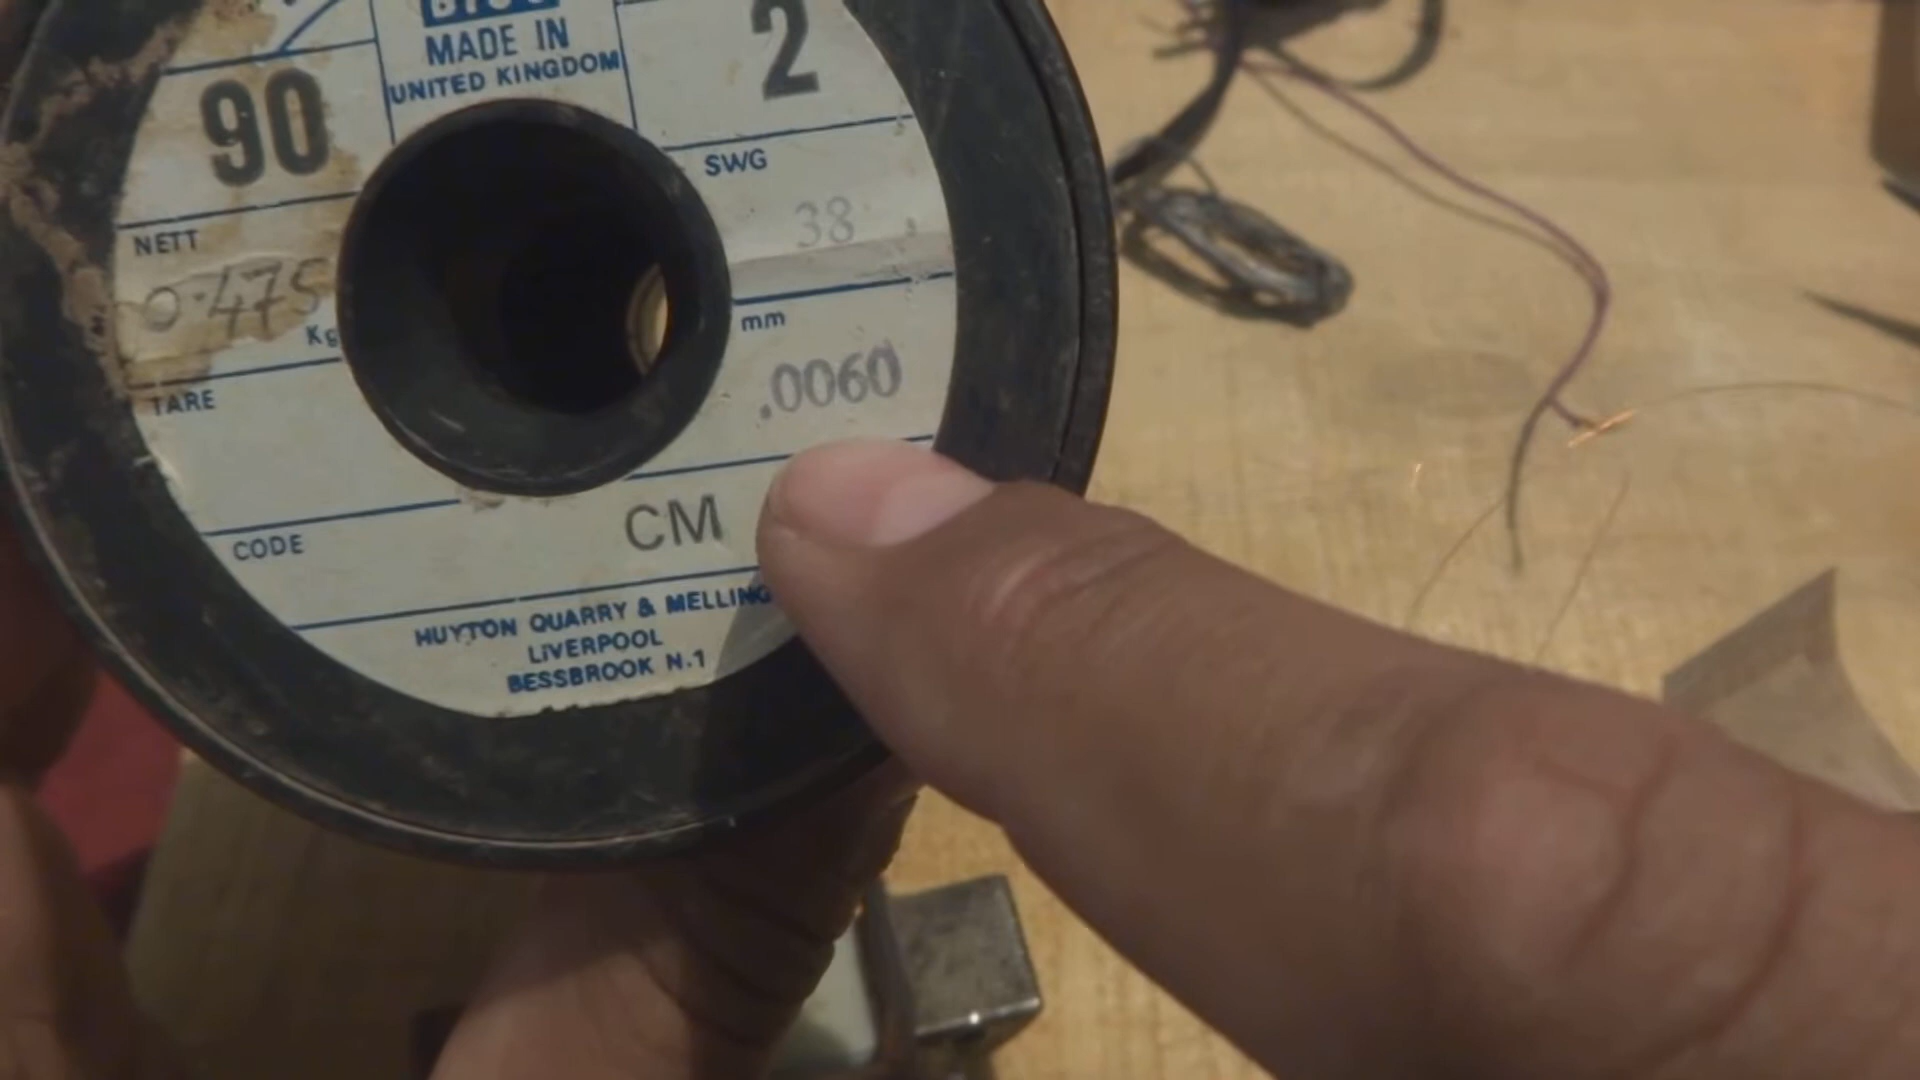 MADE IN
UNITED KINGDOM
90
2
SWG
38
NETT
0.475
Kg
mm
.0060
TARE
CM
CODE
HUYTON QUARRY & MELLING
LIVERPOOL
BESSBROOK N.1